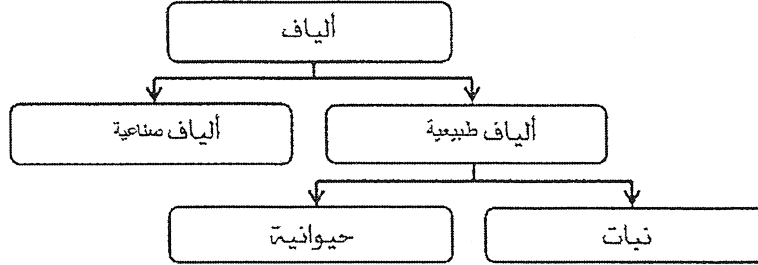 ألياف
ألياف طبيعية
ألياف صناعية
نبات
حيوانية